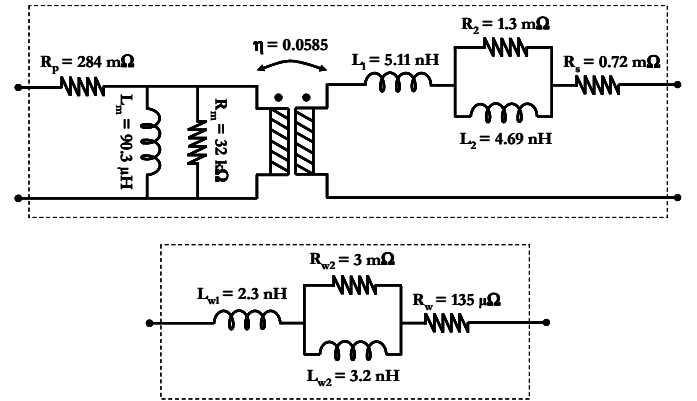 η = 0.0585
R₂ = 1.3 mΩ
Rₚ = 284 mΩ
L₁ = 5.11 nH
Rₛ = 0.72 mΩ
Lₘ = 90.3 μH
Rₘ = 32 kΩ
L₂ = 4.69 nH
R_w2 = 3 mΩ
L_w1 = 2.3 nH
R_w = 135 μΩ
L_w2 = 3.2 nH